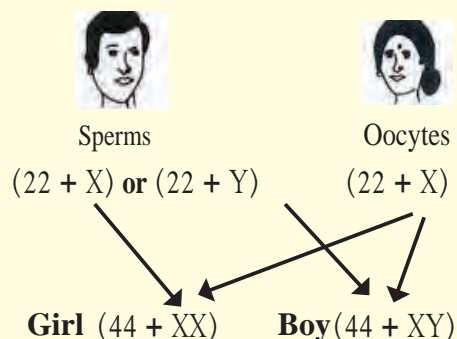 Sperms Oocytes
(22 + X) or (22 + Y) (22 + X)
Girl (44 + XX) Boy (44 + XY)